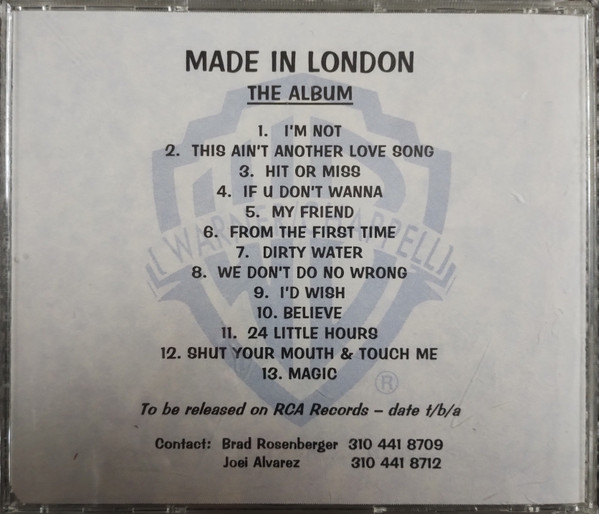 MADE IN LONDON
THE ALBUM
1. I'M NOT
2. THIS AIN'T ANOTHER LOVE SONG
3. HIT OR MISS
4. IF U DON'T WANNA
5. MY FRIEND
6. FROM THE FIRST TIME
7. DIRTY WATER
8. WE DON'T DO NO WRONG
9. I'D WISH
10. BELIEVE
11. 24 LITTLE HOURS
12. SHUT YOUR MOUTH & TOUCH ME
13. MAGIC
WARNER/CHAPPELL
®
To be released on RCA Records – date t/b/a
Contact: Brad Rosenberger 310 441 8709
Joei Alvarez 310 441 8712